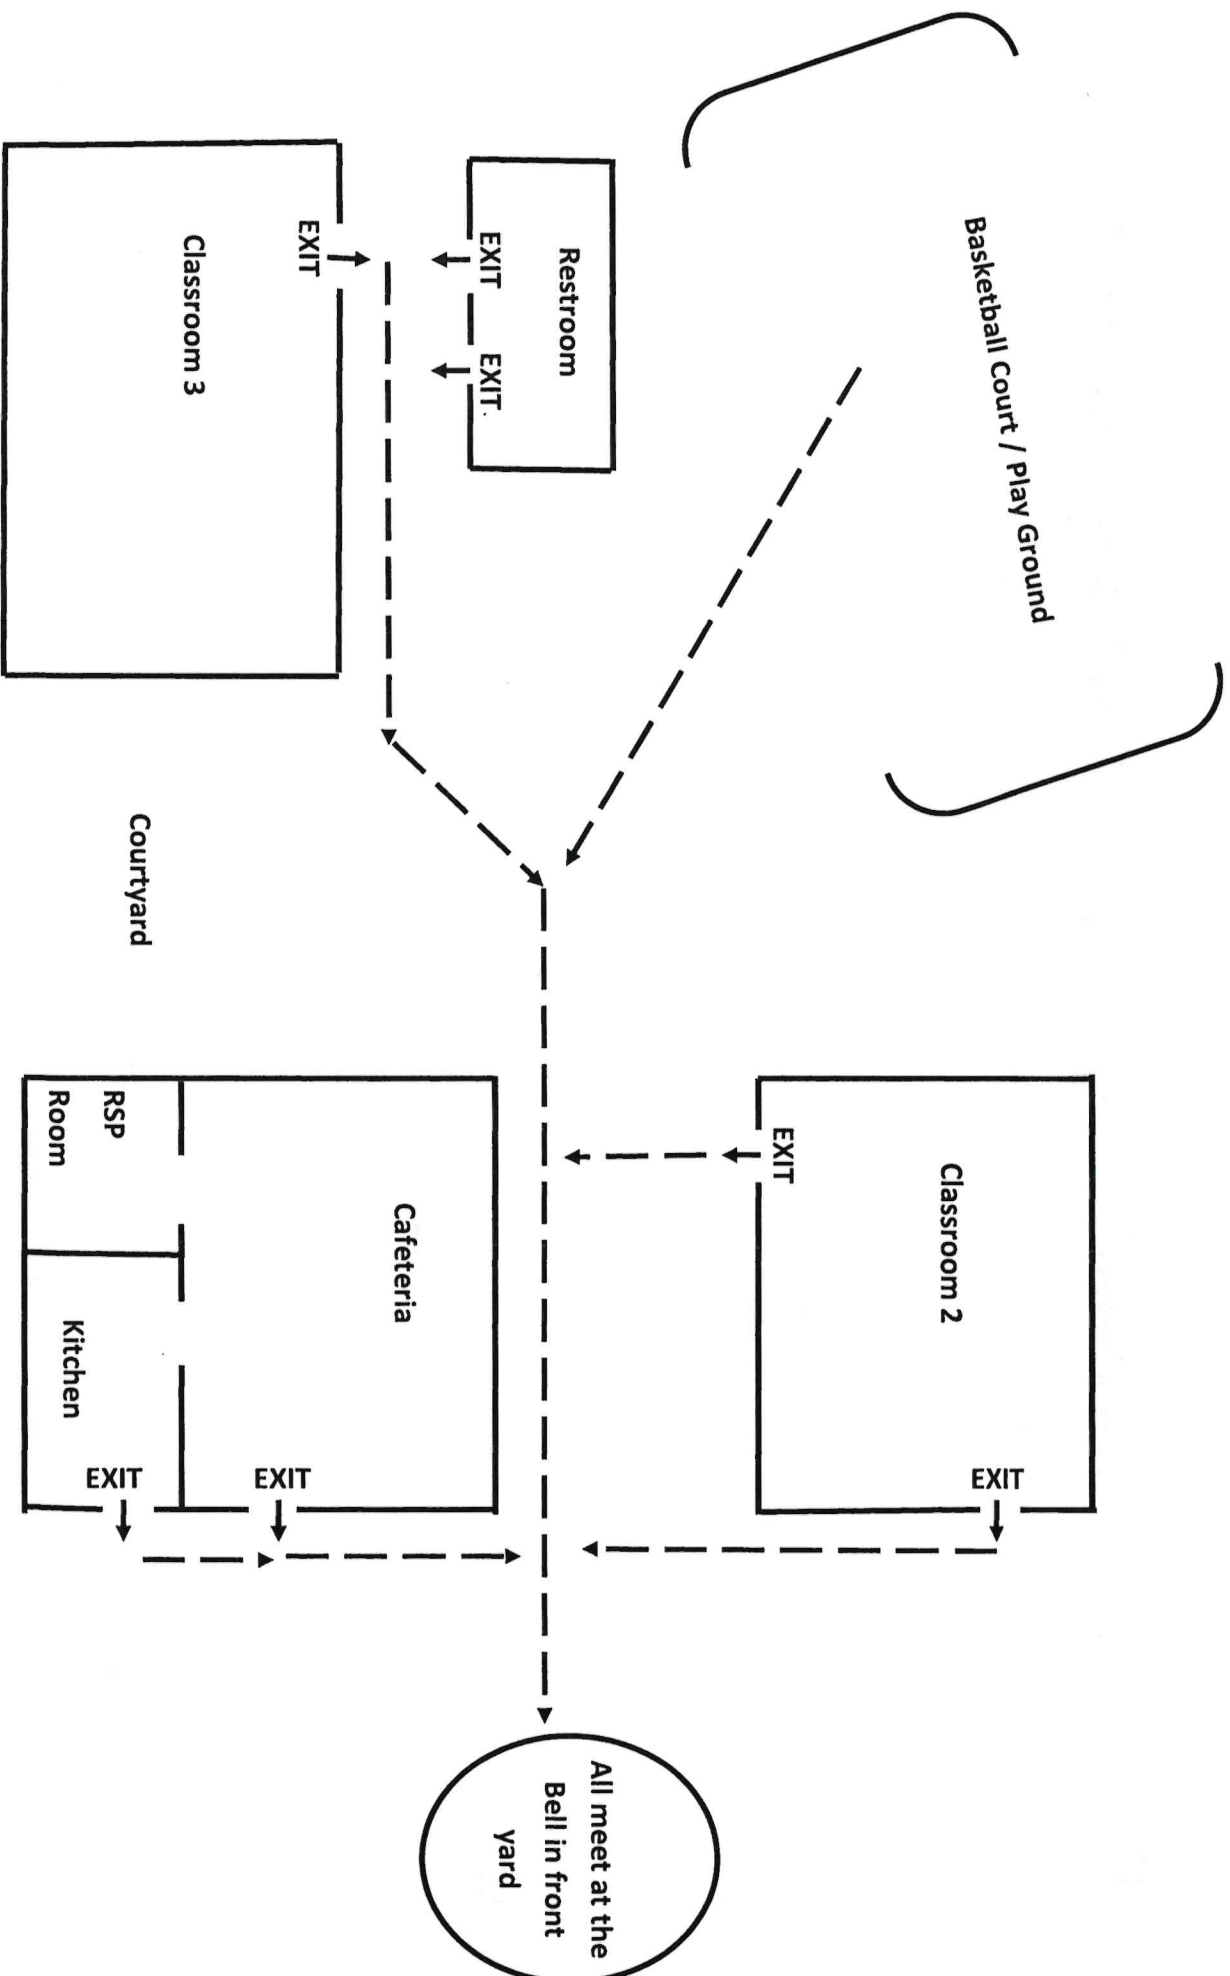 Basketball Court / Play Ground
Restroom
EXIT
EXIT
EXIT
Classroom 3
Courtyard
Classroom 2
EXIT
EXIT
Cafeteria
EXIT
RSP
Room
Kitchen
EXIT
All meet at the
Bell in front
yard